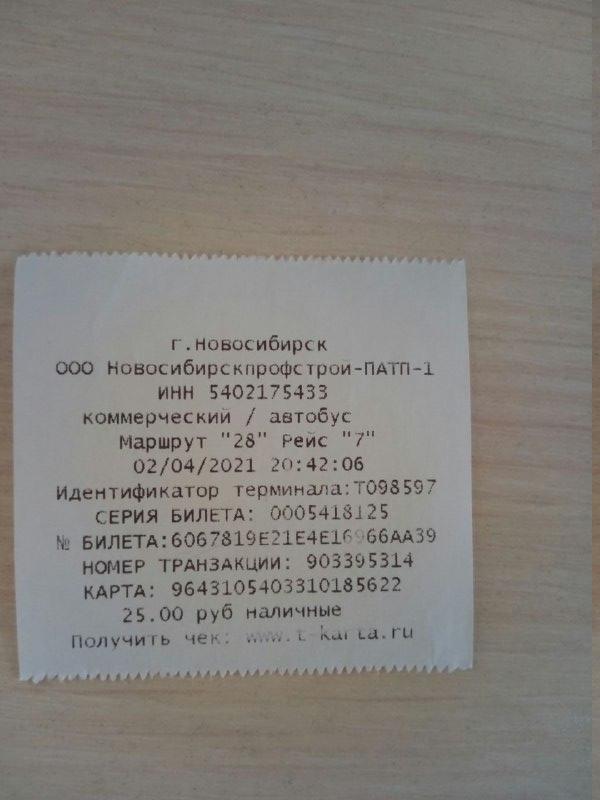 г.Новосибирск
ООО Новосибирскпрофстрой-ПАТП-1
ИНН 5402175433
коммерческий / автобус
Маршрут "28" Рейс "7"
02/04/2021 20:42:06
Идентификатор терминала:T098597
СЕРИЯ БИЛЕТА: 0005418125
№ БИЛЕТА:6067819E21E4E16966AA39
НОМЕР ТРАНЗАКЦИИ: 903395314
КАРТА: 9643105403310185622
25.00 руб наличные
Получить чек: www.t-karta.ru